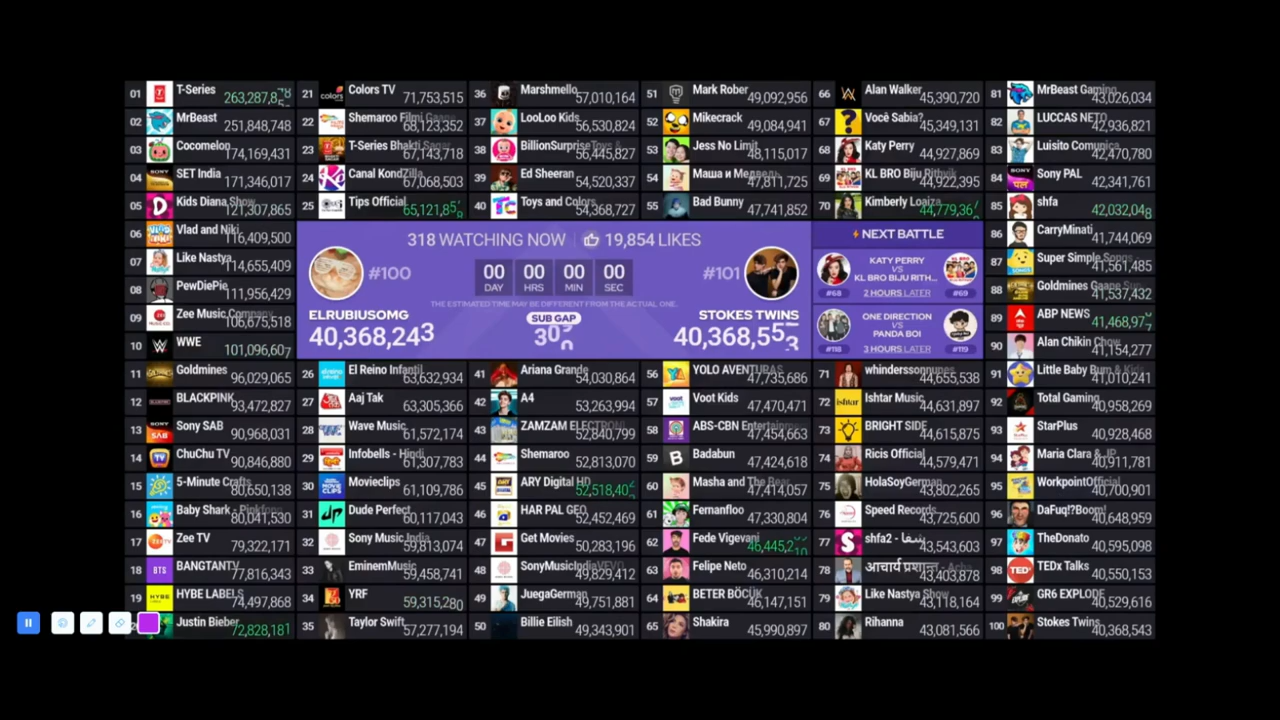 01 T-Series 263,287,8
02 MrBeast 251,848,748
03 Cocomelon 174,169,431
04 SET India 171,346,017
05 Kids Diana Show 121,307,865
06 Vlad and Niki 116,409,500
07 Like Nastya 114,655,409
08 PewDiePie 111,945,429
09 Zee Music Company 108,675,518
10 WWE 101,096,607
11 Goldmines 96,029,065
12 BLACKPINK 93,472,827
13 Sony SAB 90,968,031
14 ChuChu TV 90,846,880
15 5-Minute Crafts 80,650,138
16 Baby Shark - Pinkfong 80,041,530
17 Zee TV 79,322,171
18 BANGTANTV 77,816,343
19 HYBE LABELS 74,497,868
Justin Bieber 72,828,181
21 Colors TV 71,753,515
22 Shemaroo Filmi Gaane 68,123,352
23 T-Series Bhakti Sagar 67,143,718
24 Canal KondZilla 67,068,503
25 Tips Official 65,121,85
36 Marshmello 57,010,164
37 LooLoo Kids 56,530,824
38 BillionSurpriseToys 56,445,827
39 Ed Sheeran 54,520,337
40 Toys and Colors 54,368,727
51 Mark Rober 49,092,956
52 Mikecrack 49,084,941
53 Jess No Limit 48,115,017
54 Маша и Медведь 47,811,725
55 Bad Bunny 47,741,852
66 Alan Walker 45,390,720
67 Você Sabia? 45,349,131
68 Katy Perry 44,927,869
69 KL BRO Biju Rithvik 44,922,395
70 Kimberly Loaiza 44,779,36
81 MrBeast Gaming 43,026,034
82 LUCCAS NETO 42,636,821
83 Luisito Comunica 42,470,780
84 Sony PAL 42,241,761
85 shfa 42,032,04
318 WATCHING NOW 19,854 LIKES
#100
00 00 00 00
DAY HRS MIN SEC
#101
THE ESTIMATED TIME MAY BE DIFFERENT FROM THE ACTUAL ONE.
ELRUBIUSOMG
40,368,243
SUB GAP
30
STOKES TWINS
40,368,55
NEXT BATTLE
KATY PERRY
VS
KL BRO BIJU RITH...
#68 2 HOURS LATER #69
ONE DIRECTION
VS
PANDA BOI
#118 3 HOURS LATER #119
86 CarryMinati 41,744,069
87 Super Simple Songs 41,561,485
88 Goldmines 41,537,432
89 ABP NEWS 41,468,97
90 Alan Chikin Chow 41,154,277
26 El Reino Infantil 63,632,934
27 Aaj Tak 63,305,366
28 Wave Music 61,572,174
29 Infobells - Hindi 61,307,783
30 Movieclips 61,109,786
31 Dude Perfect 60,117,043
32 Sony Music India 59,813,074
33 EminemMusic 59,458,741
34 YRF 59,315,280
35 Taylor Swift 57,277,194
41 Ariana Grande 54,030,864
42 A4 53,263,994
43 ZAMZAM ELECTRONICS 52,840,799
44 Shemaroo 52,813,070
45 ARY Digital HD 52,518,40
46 HAR PAL GEO 52,452,469
47 Get Movies 50,283,196
48 SonyMusicIndiaVEVO 49,829,412
49 JuegaGerman 49,751,881
50 Billie Eilish 49,343,901
56 YOLO AVENTURAS 47,735,686
57 Voot Kids 47,470,471
58 ABS-CBN Entertainment 47,454,663
59 Badabun 47,424,618
60 Masha and The Bear 47,414,057
61 Fernanfloo 47,330,804
62 Fede Vigevani 46,445,2
63 Felipe Neto 46,310,214
64 BETER BÖCÜK 46,147,151
65 Shakira 45,990,897
71 whinderssonnunes 44,655,538
72 Ishtar Music 44,651,897
73 BRIGHT SIDE 44,615,875
74 Ricis Official 44,579,471
75 HolaSoyGerman 43,802,265
76 Speed Records 43,725,600
77 shfa2 - شفا 43,543,603
78 आचार्य प्रशान्त - Acha 43,403,878
79 Like Nastya Show 43,118,164
80 Rihanna 43,081,566
91 Little Baby Bum 41,010,241
92 Total Gaming 40,958,269
93 StarPlus 40,928,468
94 Maria Clara & JP 40,911,781
95 WorkpointOfficial 40,900,901
96 DaFuq!?Boom! 40,643,959
97 TheDonato 40,595,098
98 TEDx Talks 40,550,153
99 GR6 EXPLODE 40,529,616
100 Stokes Twins 40,368,543